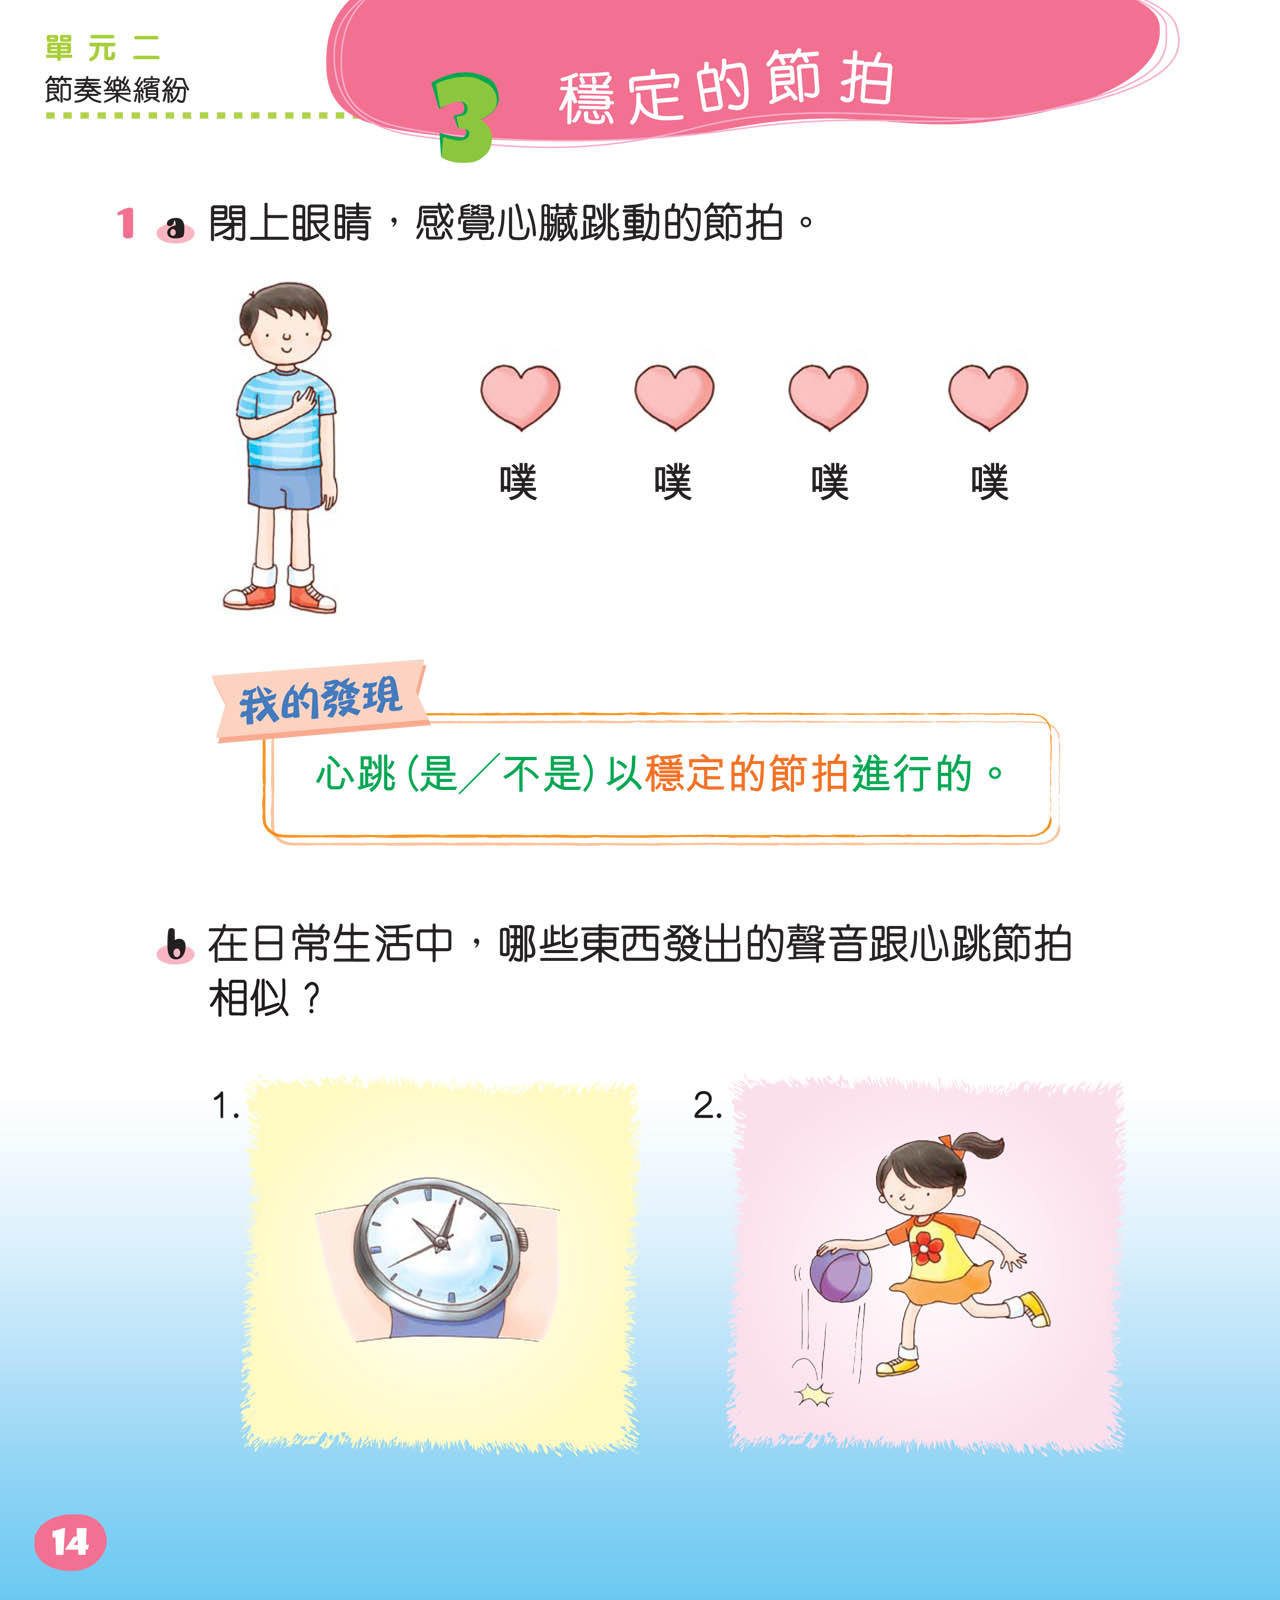 單元二
節奏樂繽紛
3 穩定的節拍
1 a 閉上眼睛，感覺心臟跳動的節拍。
噗 噗 噗 噗
我的發現
心跳(是／不是)以穩定的節拍進行的。
b 在日常生活中，哪些東西發出的聲音跟心跳節拍
相似？
1. 2.
14